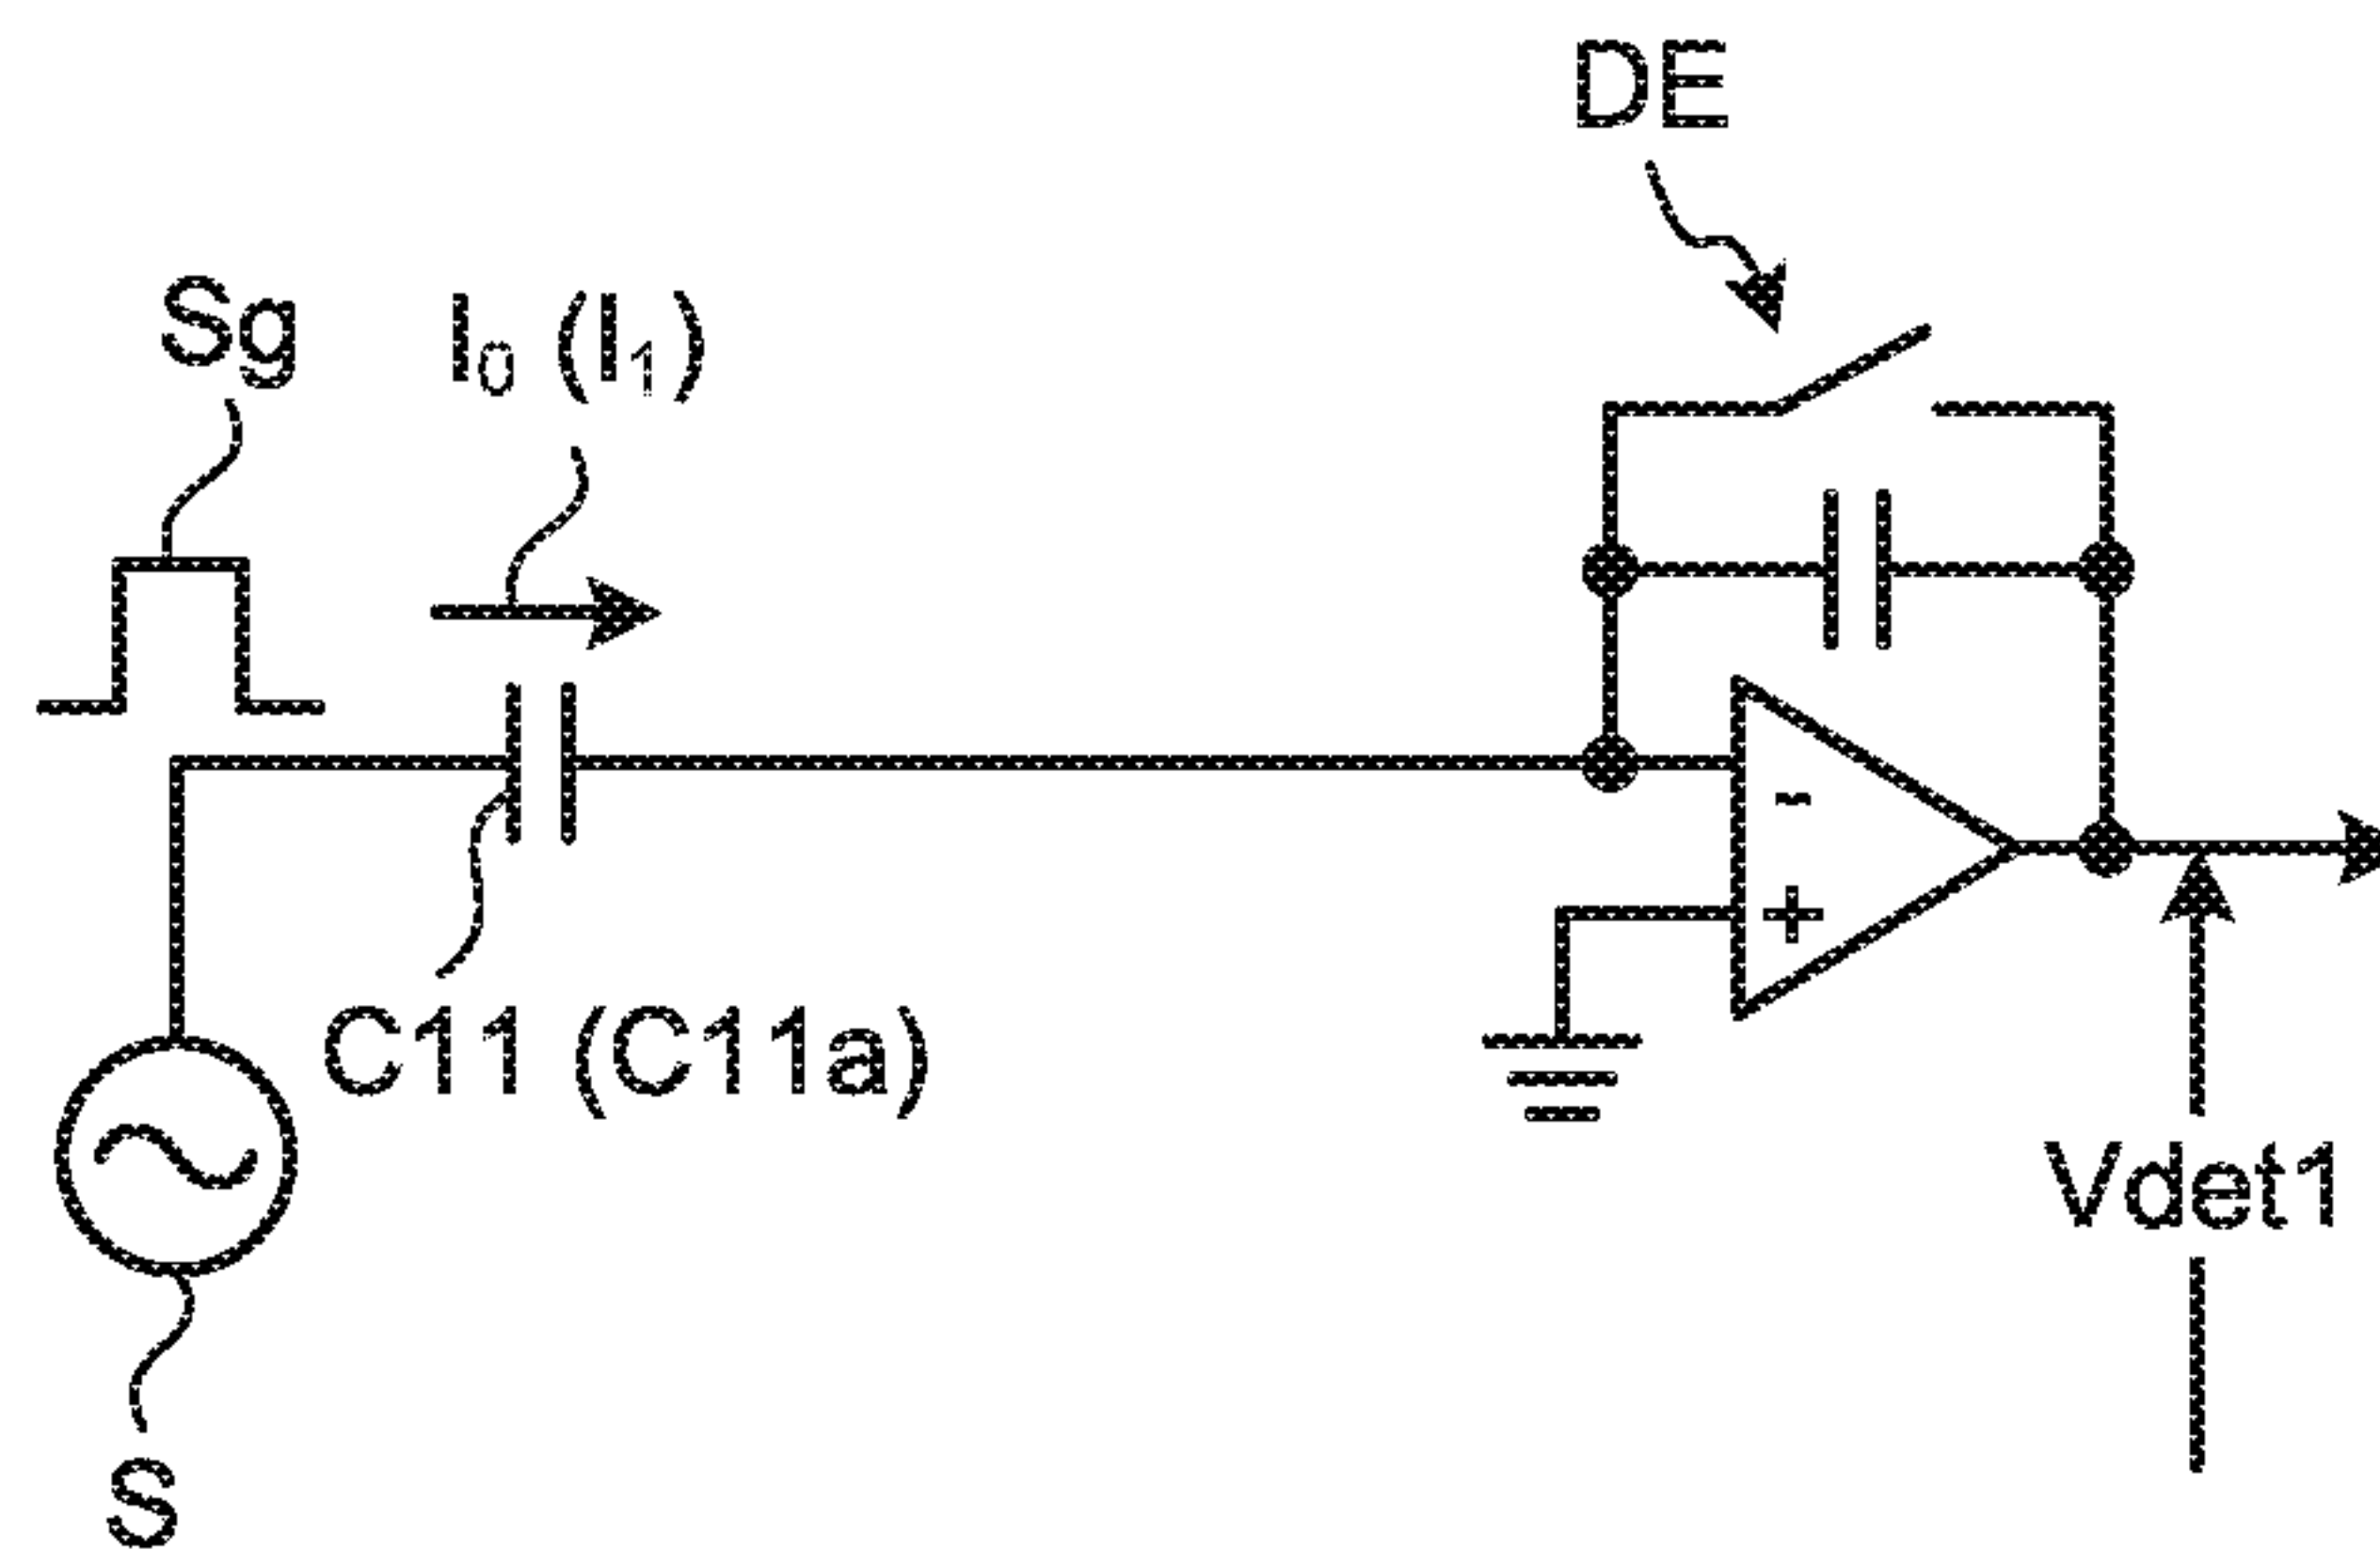 DE
Sg
I₀ (I₁)
-
+
C11 (C11a)
Vdet1
S